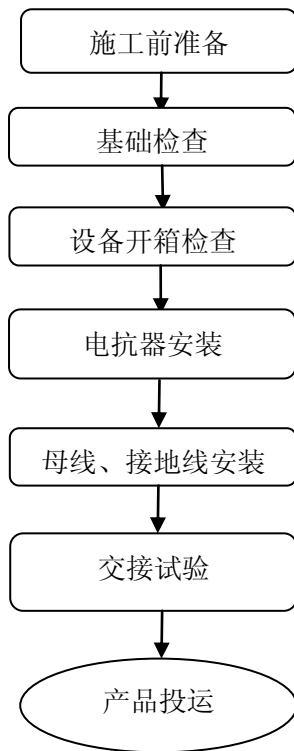 施工前准备
基础检查
设备开箱检查
电抗器安装
母线、接地线安装
交接试验
产品投运